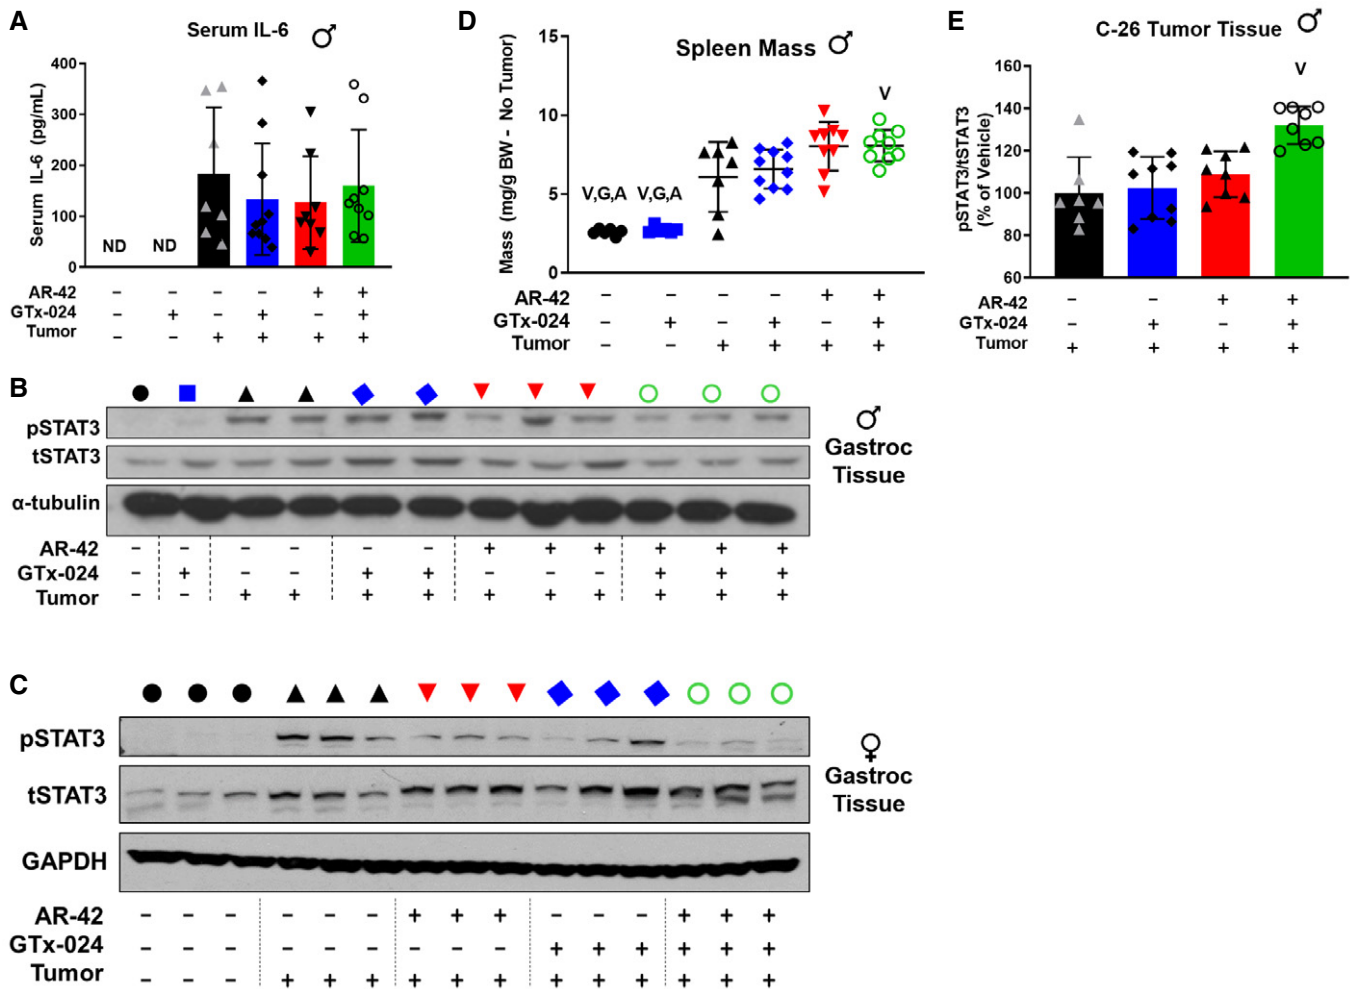 A
Serum IL-6 ♂
Serum IL-6 (pg/mL)
400
300
200
100
0
ND ND
AR-42 – – – – + +
GTx-024 – + – + – +
Tumor – – + + + +
D
Spleen Mass ♂
Mass (mg/g BW - No Tumor)
15
10
5
0
V,G,A V,G,A V
AR-42 – – – – + +
GTx-024 – + – + – +
Tumor – – + + + +
E
C-26 Tumor Tissue ♂
pSTAT3/tSTAT3
(% of Vehicle)
160
140
120
100
80
60
V
AR-42 – – + +
GTx-024 – + – +
Tumor + + + +
B
pSTAT3
tSTAT3
α-tubulin
♂
Gastroc
Tissue
AR-42 – – – – – – + + + + + +
GTx-024 – + – – + + – – – + + +
Tumor – – + + + + + + + + + +
C
pSTAT3
tSTAT3
GAPDH
♀
Gastroc
Tissue
AR-42 – – – – – – + + + – – – + + +
GTx-024 – – – – – – – – – + + + + + +
Tumor – – – + + + + + + + + + + + +